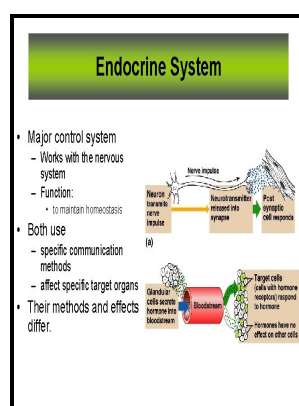 Endocrine System
• Major control system
– Works with the nervous
system
– Function:
• to maintain homeostasis
• Both use
– specific communication
methods
– affect specific target organs
• Their methods and effects
differ.
Nerve impulse
Neuron
transmits
nerve
impulse
Neurotransmitter
released into
synapse
Post
synaptic
cell responds
(a)
Glandular
cells secrete
hormone into
bloodstream
Bloodstream
Target cells
(cells with hormone
receptors) respond
to hormone
Hormones have no
effect on other cells